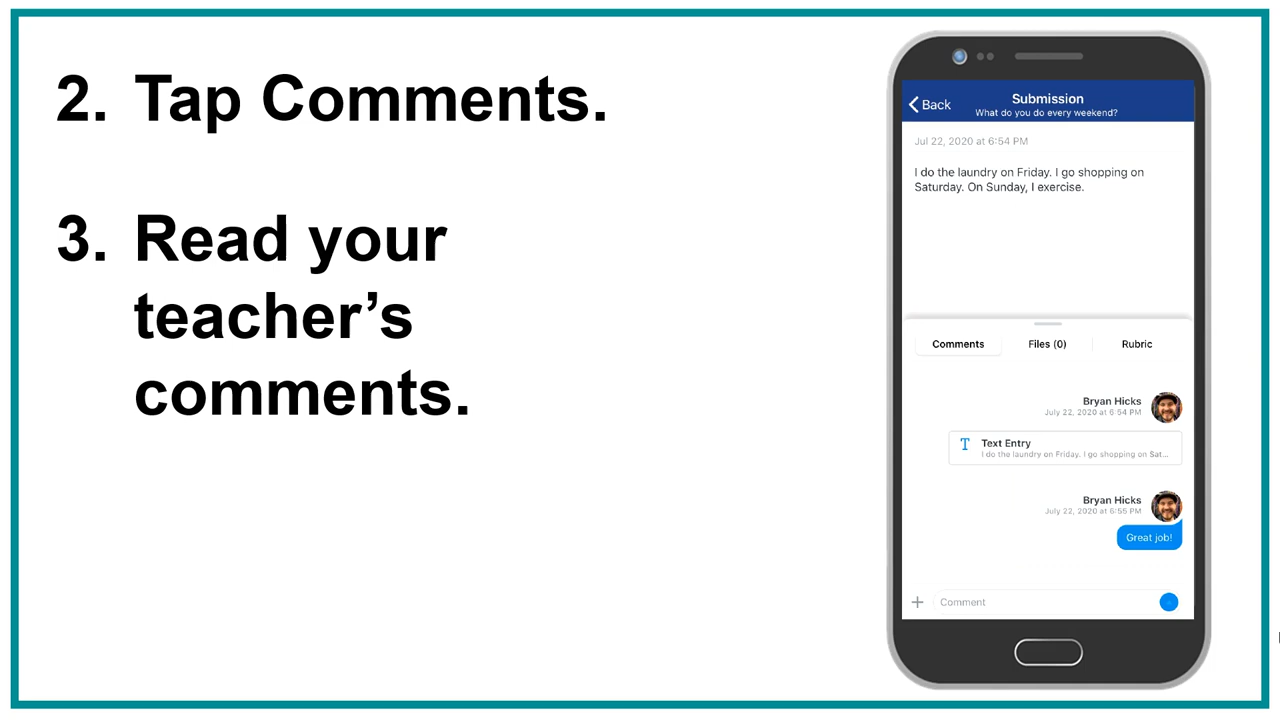 2. Tap Comments.
3. Read your
teacher’s
comments.
Back
Submission
What do you do every weekend?
Jul 22, 2020 at 6:54 PM
I do the laundry on Friday. I go shopping on
Saturday. On Sunday, I exercise.
Comments Files (0) Rubric
Bryan Hicks
July 22, 2020 at 6:54 PM
T Text Entry
I do the laundry on Friday. I go shopping on Sat...
Bryan Hicks
July 22, 2020 at 6:55 PM
Great job!
+ Comment